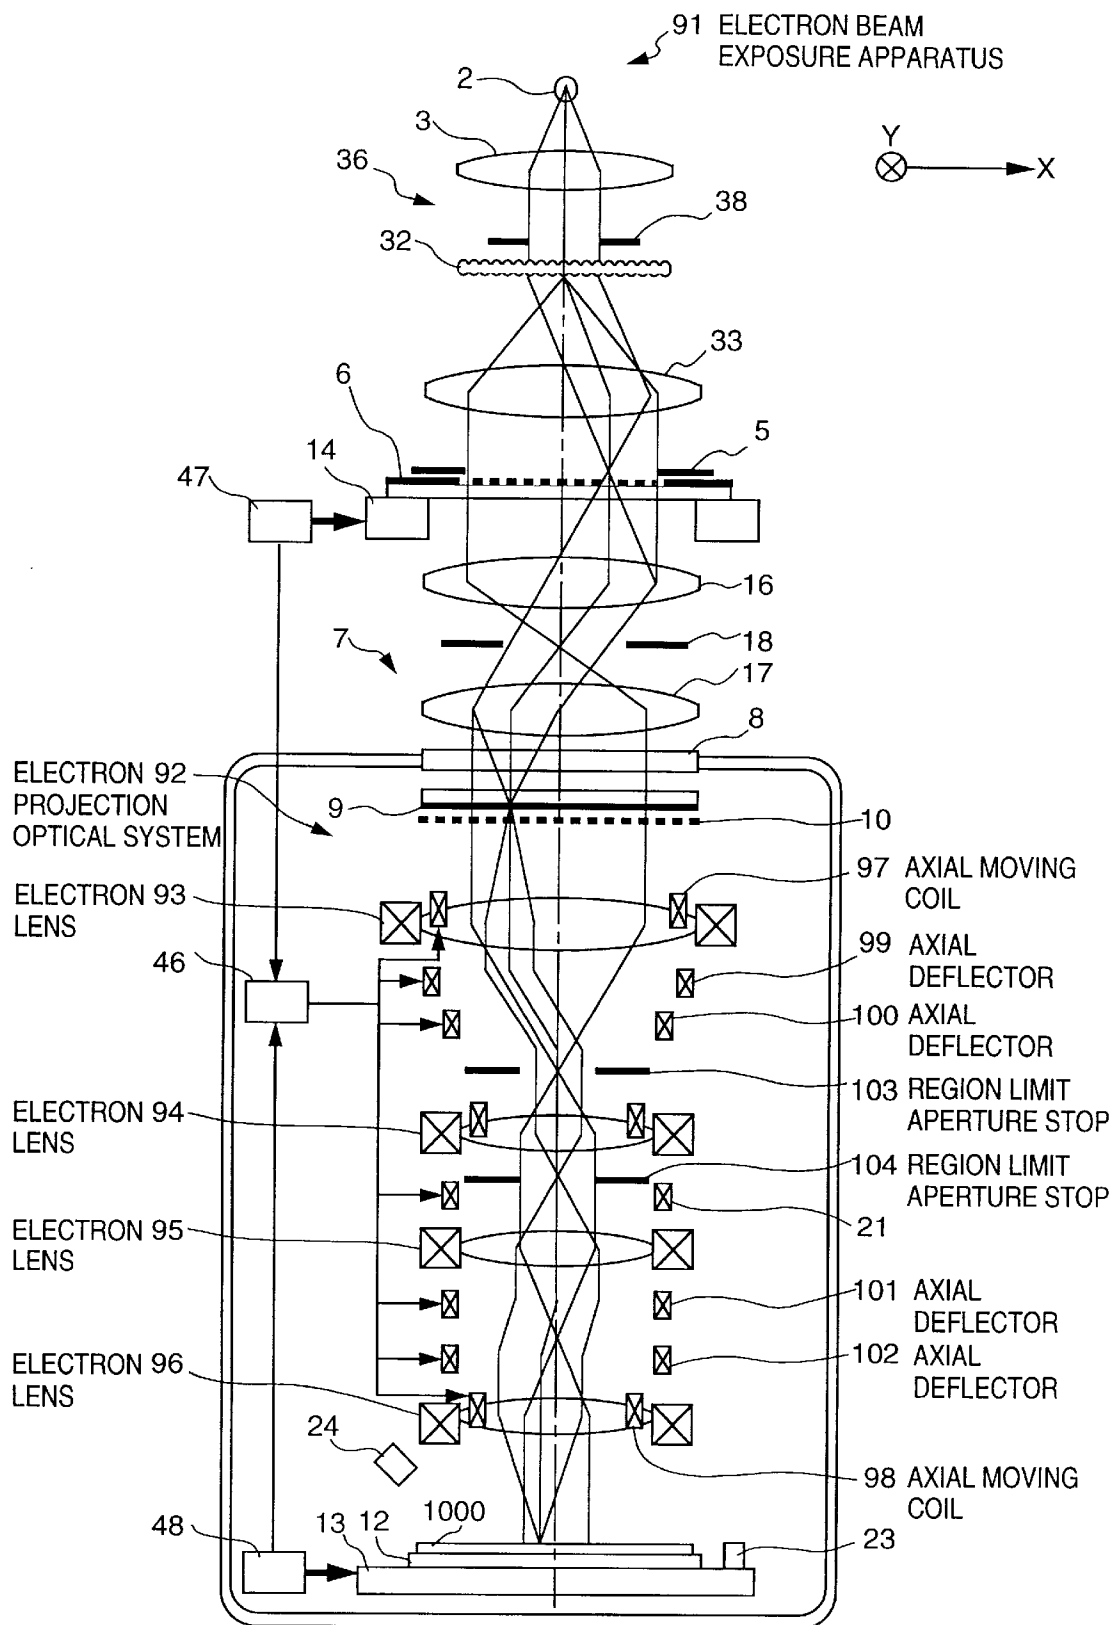 91 ELECTRON BEAM
EXPOSURE APPARATUS
2
3
Y
X
36
38
32
33
6
5
14
47
16
18
7
17
8
ELECTRON 92
PROJECTION
OPTICAL SYSTEM
9
10
97 AXIAL MOVING
COIL
ELECTRON 93
LENS
99 AXIAL
DEFLECTOR
46
100 AXIAL
DEFLECTOR
103 REGION LIMIT
APERTURE STOP
ELECTRON 94
LENS
104 REGION LIMIT
APERTURE STOP
21
ELECTRON 95
LENS
101 AXIAL
DEFLECTOR
102 AXIAL
DEFLECTOR
ELECTRON 96
LENS
24
98 AXIAL MOVING
COIL
1000
12
13
48
23